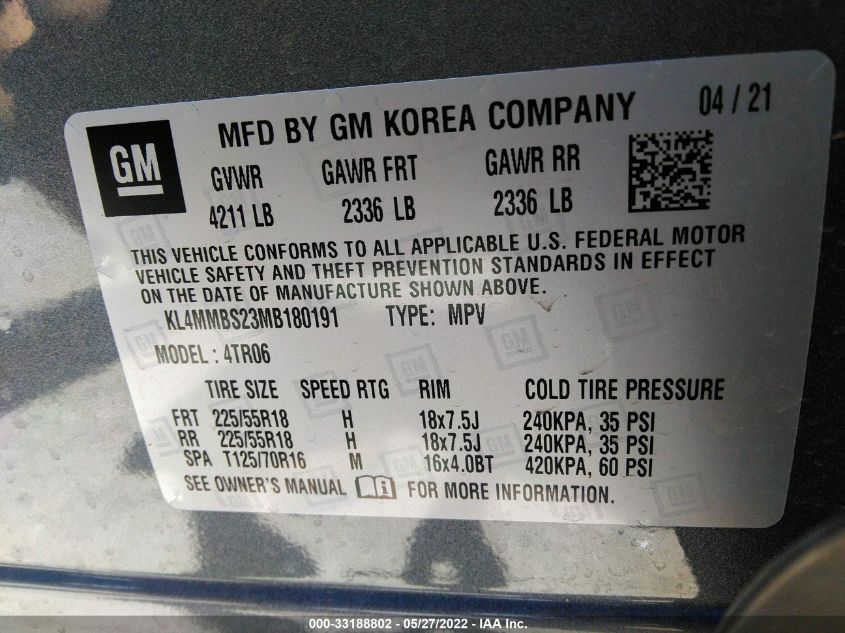 GM
MFD BY GM KOREA COMPANY 04 / 21
GVWR GAWR FRT GAWR RR
4211 LB 2336 LB 2336 LB
THIS VEHICLE CONFORMS TO ALL APPLICABLE U.S. FEDERAL MOTOR
VEHICLE SAFETY AND THEFT PREVENTION STANDARDS IN EFFECT
ON THE DATE OF MANUFACTURE SHOWN ABOVE.
KL4MMBS23MB180191 TYPE: MPV
MODEL : 4TR06
TIRE SIZE SPEED RTG RIM COLD TIRE PRESSURE
FRT 225/55R18 H 18x7.5J 240KPA, 35 PSI
RR 225/55R18 H 18x7.5J 240KPA, 35 PSI
SPA T125/70R16 M 16x4.0BT 420KPA, 60 PSI
SEE OWNER'S MANUAL FOR MORE INFORMATION.
000-33188802 - 05/27/2022 - IAA Inc.